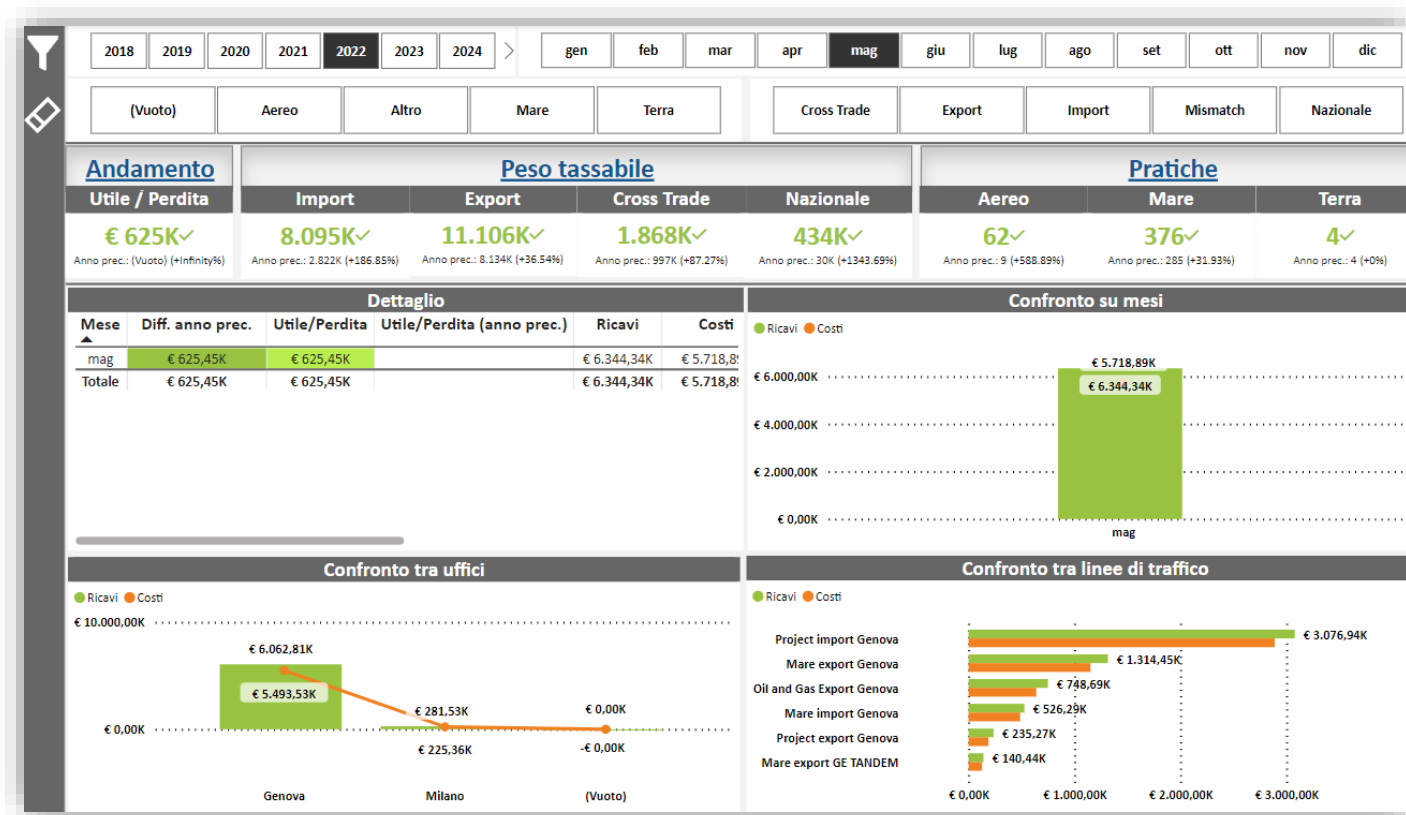 2018 2019 2020 2021 2022 2023 2024 gen feb mar apr mag giu lug ago set ott nov dic
(Vuoto) Aereo Altro Mare Terra Cross Trade Export Import Mismatch Nazionale
Andamento Peso tassabile Pratiche
Utile / Perdita Import Export Cross Trade Nazionale Aereo Mare Terra
€ 625K 8.095K 11.106K 1.868K 434K 62 376 4
Anno prec.: (Vuoto) (+Infinity%) Anno prec.: 2.822K (+186.85%) Anno prec.: 8.134K (+36.54%) Anno prec.: 997K (+87.27%) Anno prec.: 30K (+1343.69%) Anno prec.: 9 (+588.89%) Anno prec.: 285 (+31.93%) Anno prec.: 4 (+0%)
Dettaglio
Mese Diff. anno prec. Utile/Perdita Utile/Perdita (anno prec.) Ricavi Costi
mag € 625,45K € 625,45K € 6.344,34K € 5.718,8
Totale € 625,45K € 625,45K € 6.344,34K € 5.718,8
Confronto su mesi
Ricavi Costi
€ 5.718,89K
€ 6.000,00K
€ 6.344,34K
€ 4.000,00K
€ 2.000,00K
€ 0,00K
mag
Confronto tra uffici
Ricavi Costi
€ 10.000,00K
€ 6.062,81K
€ 5.493,53K
€ 281,53K € 0,00K
€ 0,00K
€ 225,36K -€ 0,00K
Genova Milano (Vuoto)
Confronto tra linee di traffico
Ricavi Costi
Project import Genova € 3.076,94K
Mare export Genova € 1.314,45K
Oil and Gas Export Genova € 748,69K
Mare import Genova € 526,29K
Project export Genova € 235,27K
Mare export GE TANDEM € 140,44K
€ 0,00K € 1.000,00K € 2.000,00K € 3.000,00K